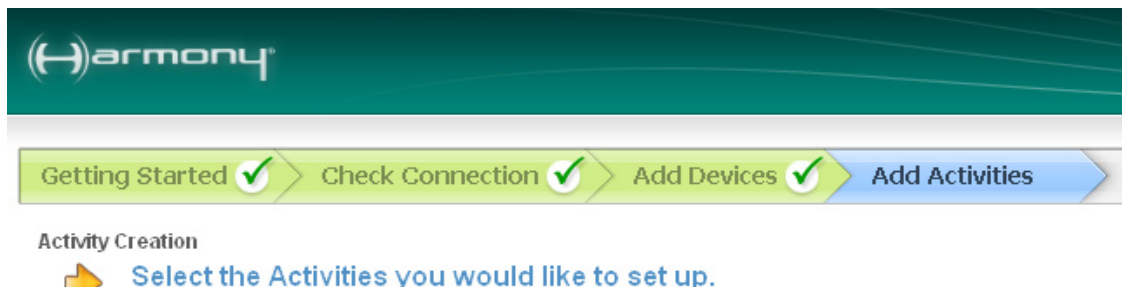 Harmony®
Getting Started Check Connection Add Devices Add Activities
Activity Creation
Select the Activities you would like to set up.